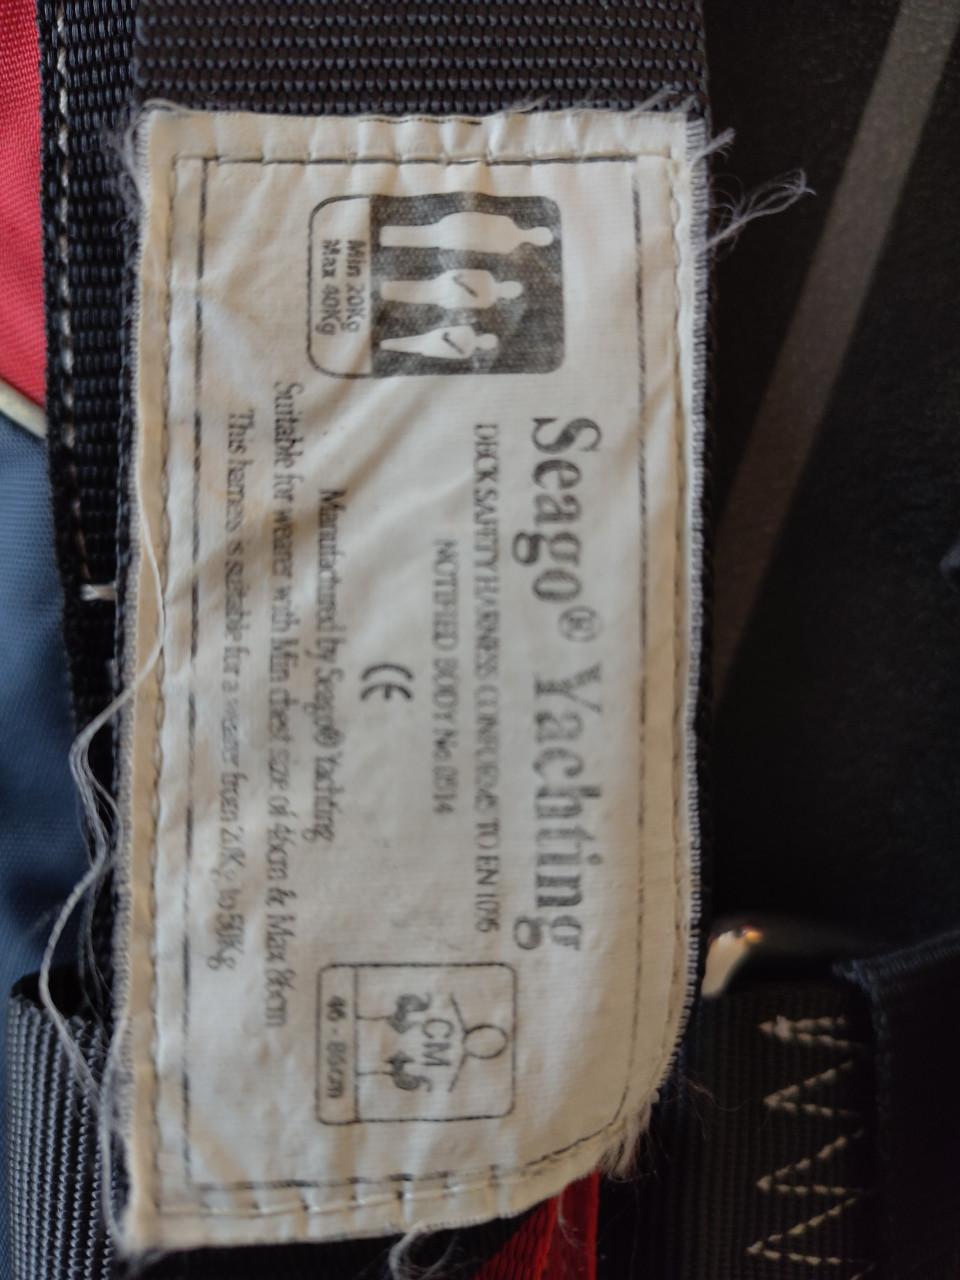 Min 20Kg
Max 40Kg
Seago® Yachting
DECK SAFETY HARNESS CONFORMS TO EN 1095
NOTIFIED BODY No. 0514
CE
Manufactured by Seago® Yachting
Suitable for wearer with Min chest size of 46cm & Max 86cm
This harness is suitable for a wearer from to 50Kg
CM
46 - 86cm